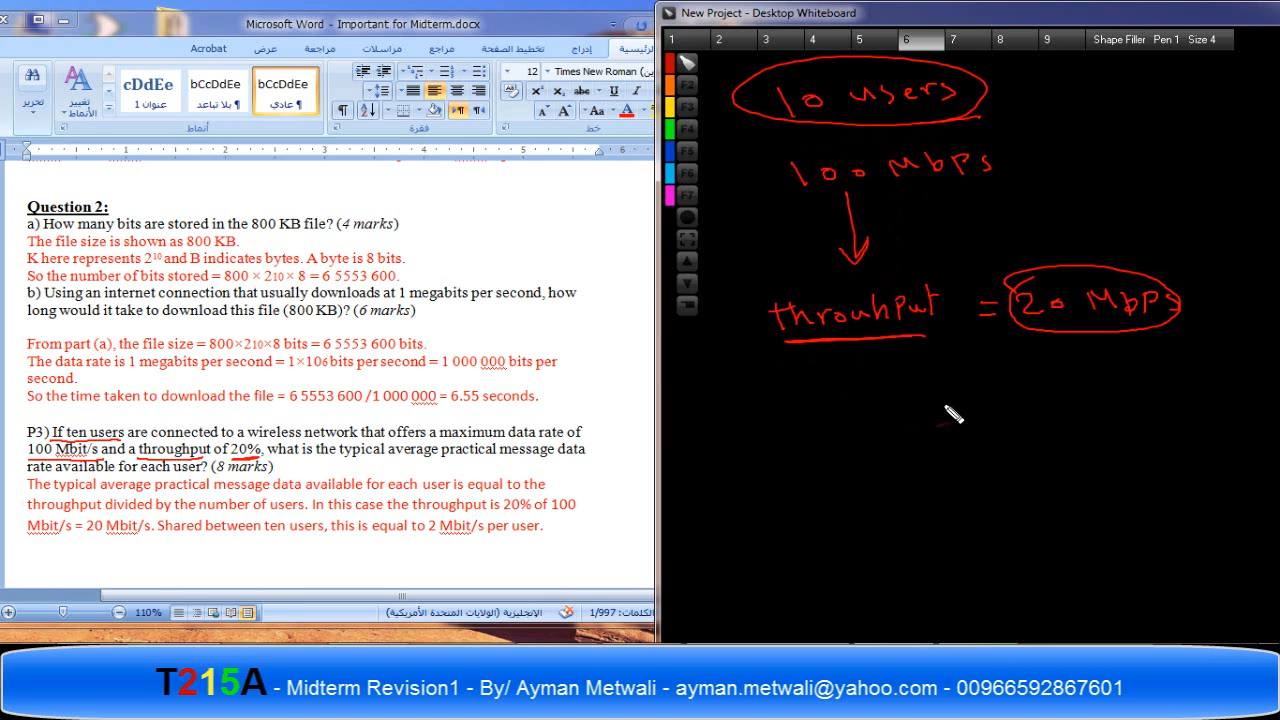 Microsoft Word - Important for Midterm.docx
الرئيسية
إدراج
تخطيط الصفحة
مراجع
مراسلات
مراجعة
عرض
Acrobat
تحرير
تغيير الأنماط
cDdEe
bCcDdEe
bCcDdEe
عنوان 1
¶ بلا تباعد
¶ عادي
12
Times New Roman
أنماط
فقرة
خط
1 2 3 4 5 6
Question 2:
a) How many bits are stored in the 800 KB file? (4 marks)
The file size is shown as 800 KB.
K here represents 2¹⁰ and B indicates bytes. A byte is 8 bits.
So the number of bits stored = 800 × 210 × 8 = 6 5553 600.
b) Using an internet connection that usually downloads at 1 megabits per second, how
long would it take to download this file (800 KB)? (6 marks)
From part (a), the file size = 800×210×8 bits = 6 5553 600 bits.
The data rate is 1 megabits per second = 1×106 bits per second = 1 000 000 bits per
second.
So the time taken to download the file = 6 5553 600 /1 000 000 = 6.55 seconds.
P3) If ten users are connected to a wireless network that offers a maximum data rate of
100 Mbit/s and a throughput of 20%, what is the typical average practical message data
rate available for each user? (8 marks)
The typical average practical message data available for each user is equal to the
throughput divided by the number of users. In this case the throughput is 20% of 100
Mbit/s = 20 Mbit/s. Shared between ten users, this is equal to 2 Mbit/s per user.
110%
الإنجليزية (الولايات المتحدة الأمريكية)
الكلمات: 1/997
New Project - Desktop Whiteboard
1 2 3 4 5 6 7 8 9 Shape Filler Pen 1 Size 4
F2
F3
F4
F5
F6
F7
10 users
100 Mbps
throuhput = 20 Mbps
T215A - Midterm Revision1 - By/ Ayman Metwali - ayman.metwali@yahoo.com - 00966592867601